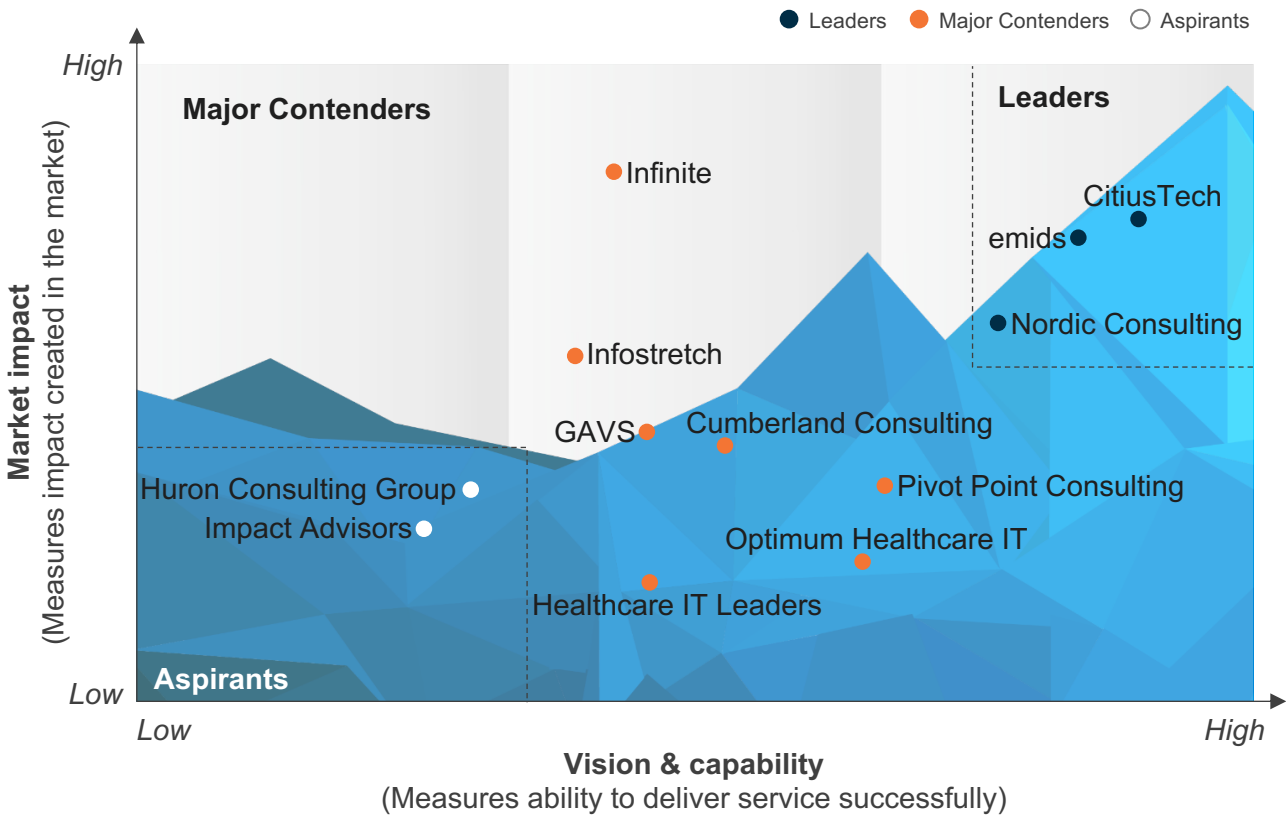 Leaders
Major Contenders
Aspirants
High
Major Contenders
Leaders
Infinite
CitiusTech
emids
Nordic Consulting
Infostretch
GAVS
Cumberland Consulting
Huron Consulting Group
Pivot Point Consulting
Impact Advisors
Optimum Healthcare IT
Healthcare IT Leaders
Aspirants
Market impact
(Measures impact created in the market)
Low
Low
High
Vision & capability
(Measures ability to deliver service successfully)